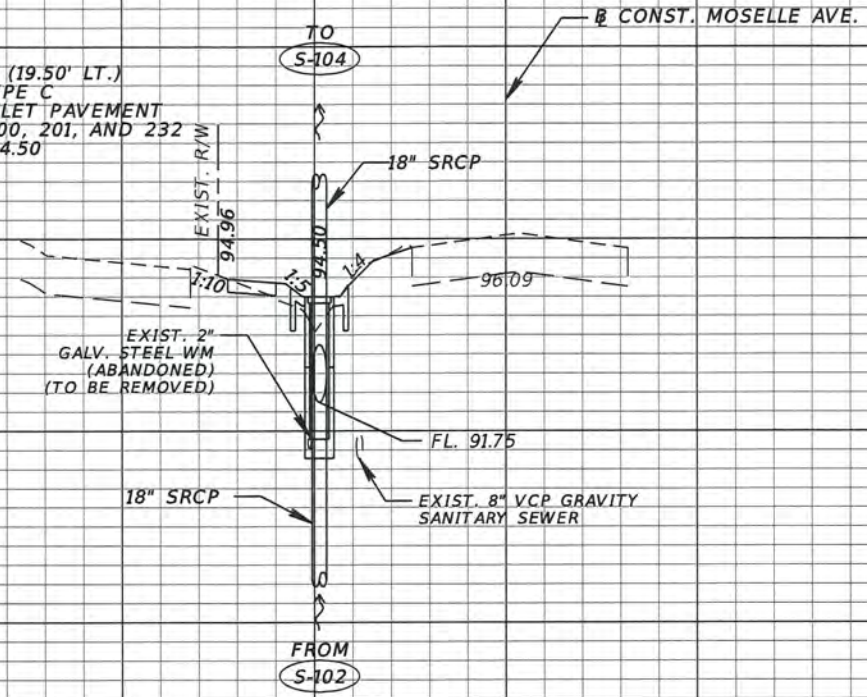 TO
S-104
℄ CONST. MOSELLE AVE.
(19.50' LT.)
PE C
LET PAVEMENT
00, 201, AND 232
4.50
EXIST. R/W
94.96
18" SRCP
94.50
1:10
1:5
1:4
96.09
EXIST. 2"
GALV. STEEL WM
(ABANDONED)
(TO BE REMOVED)
FL. 91.75
18" SRCP
EXIST. 8" VCP GRAVITY
SANITARY SEWER
FROM
S-102